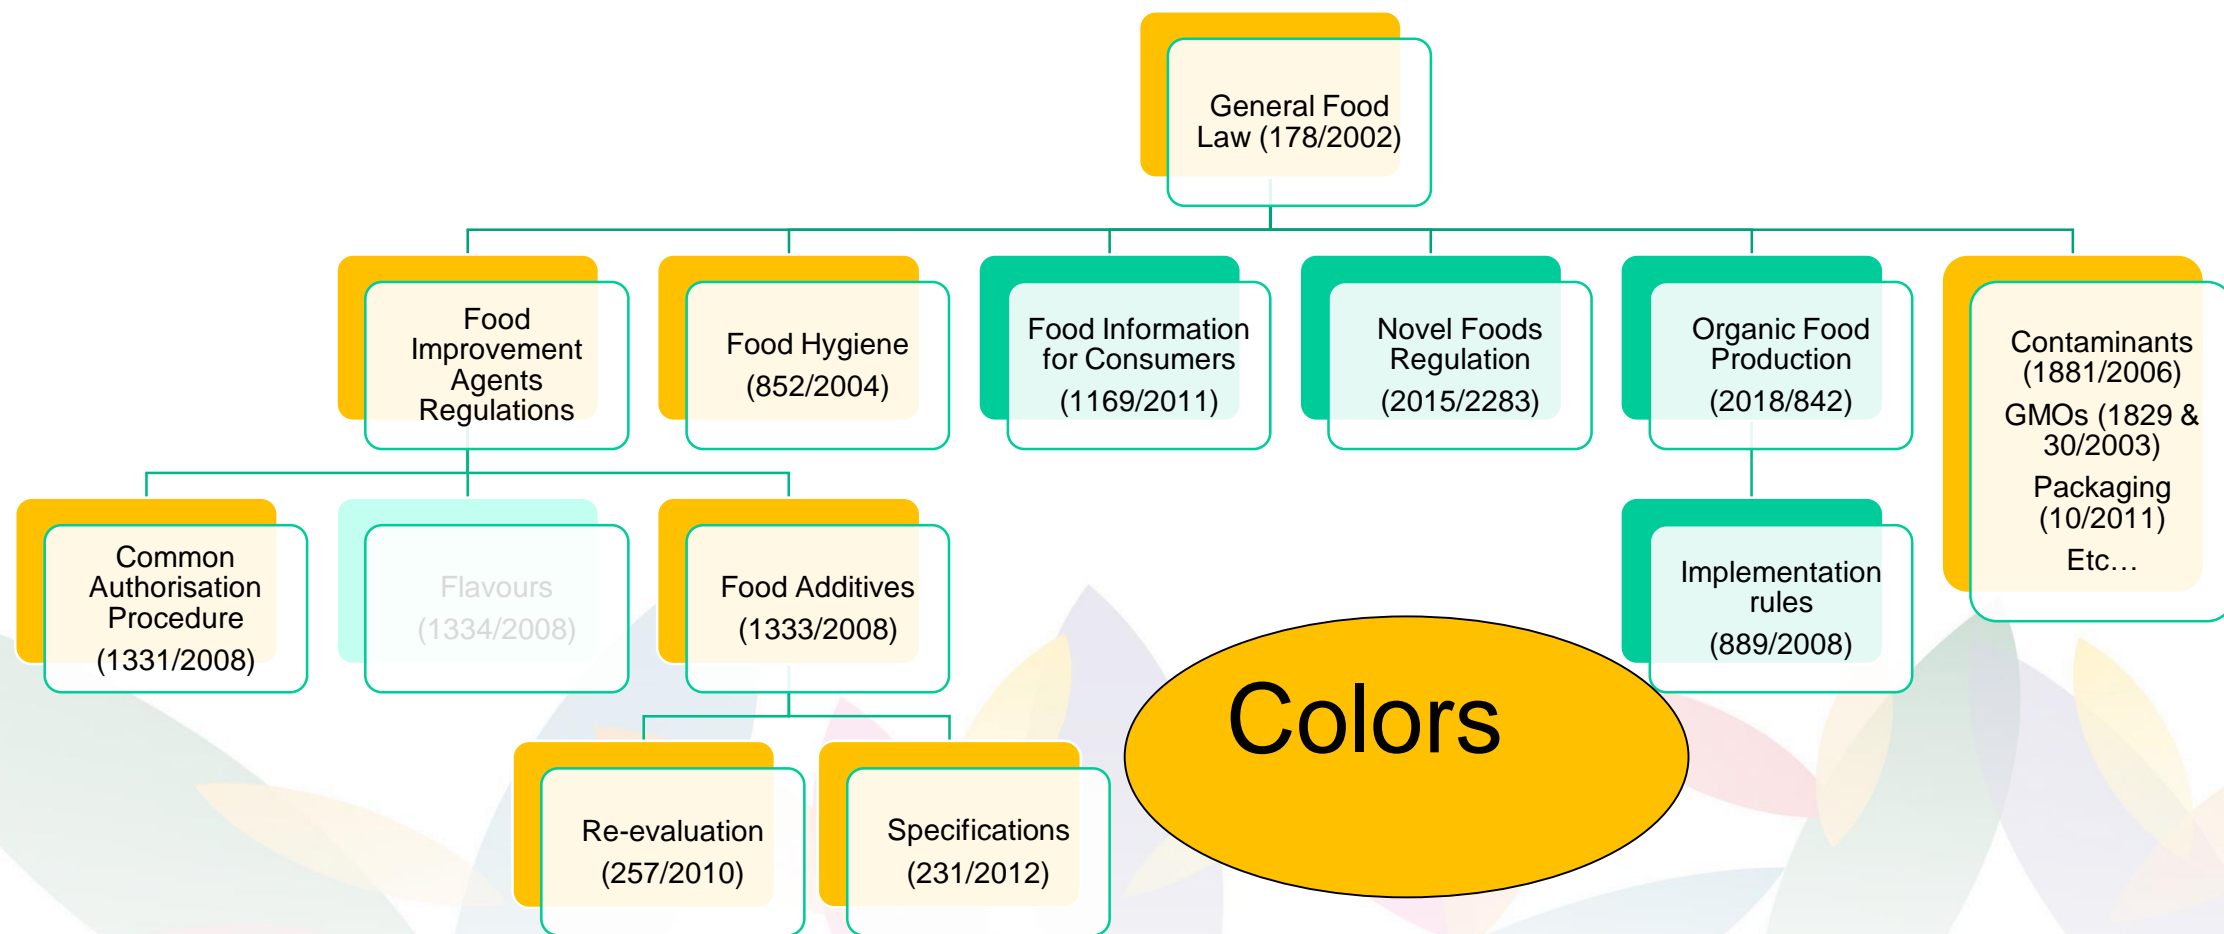 General Food
Law (178/2002)
Food
Improvement
Agents
Regulations
Food Hygiene
(852/2004)
Food Information
for Consumers
(1169/2011)
Novel Foods
Regulation
(2015/2283)
Organic Food
Production
(2018/842)
Contaminants
(1881/2006)
GMOs (1829 &
30/2003)
Packaging
(10/2011)
Etc…
Common
Authorisation
Procedure
(1331/2008)
Flavours
(1334/2008)
Food Additives
(1333/2008)
Implementation
rules
(889/2008)
Re-evaluation
(257/2010)
Specifications
(231/2012)
Colors